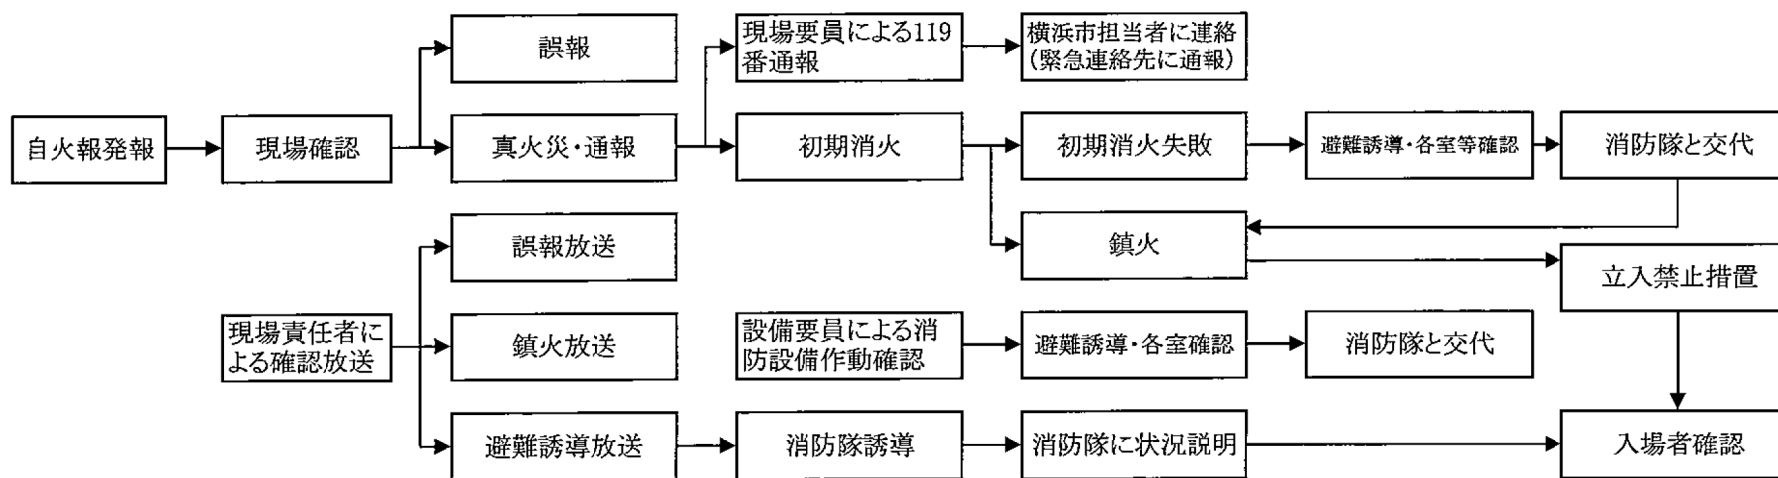 誤報
現場要員による119
番通報
横浜市担当者に連絡
(緊急連絡先に通報)
自火報発報
現場確認
真火災・通報
初期消火
初期消火失敗
避難誘導・各室等確認
消防隊と交代
誤報放送
鎮火
立入禁止措置
現場責任者に
よる確認放送
鎮火放送
設備要員による消
防設備作動確認
避難誘導・各室確認
消防隊と交代
避難誘導放送
消防隊誘導
消防隊に状況説明
入場者確認